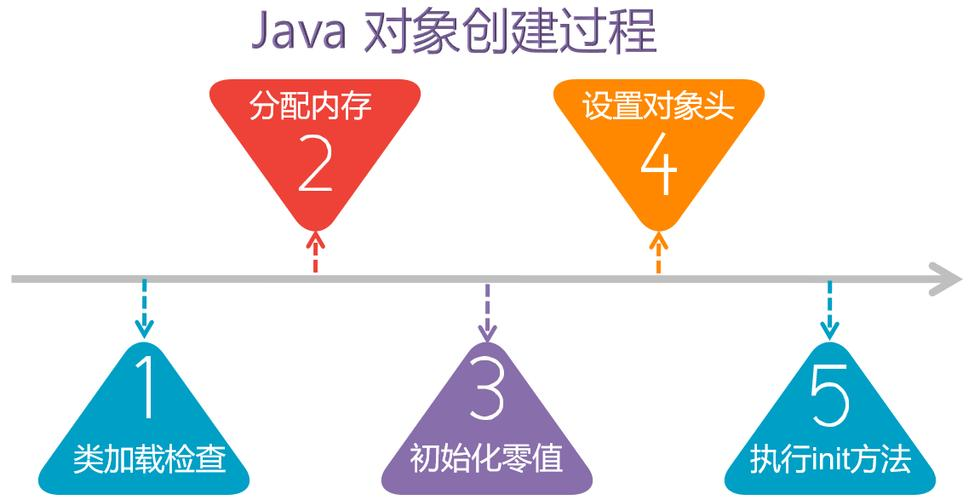 Java 对象创建过程
1
类加载检查
分配内存
2
3
初始化零值
设置对象头
4
5
执行init方法